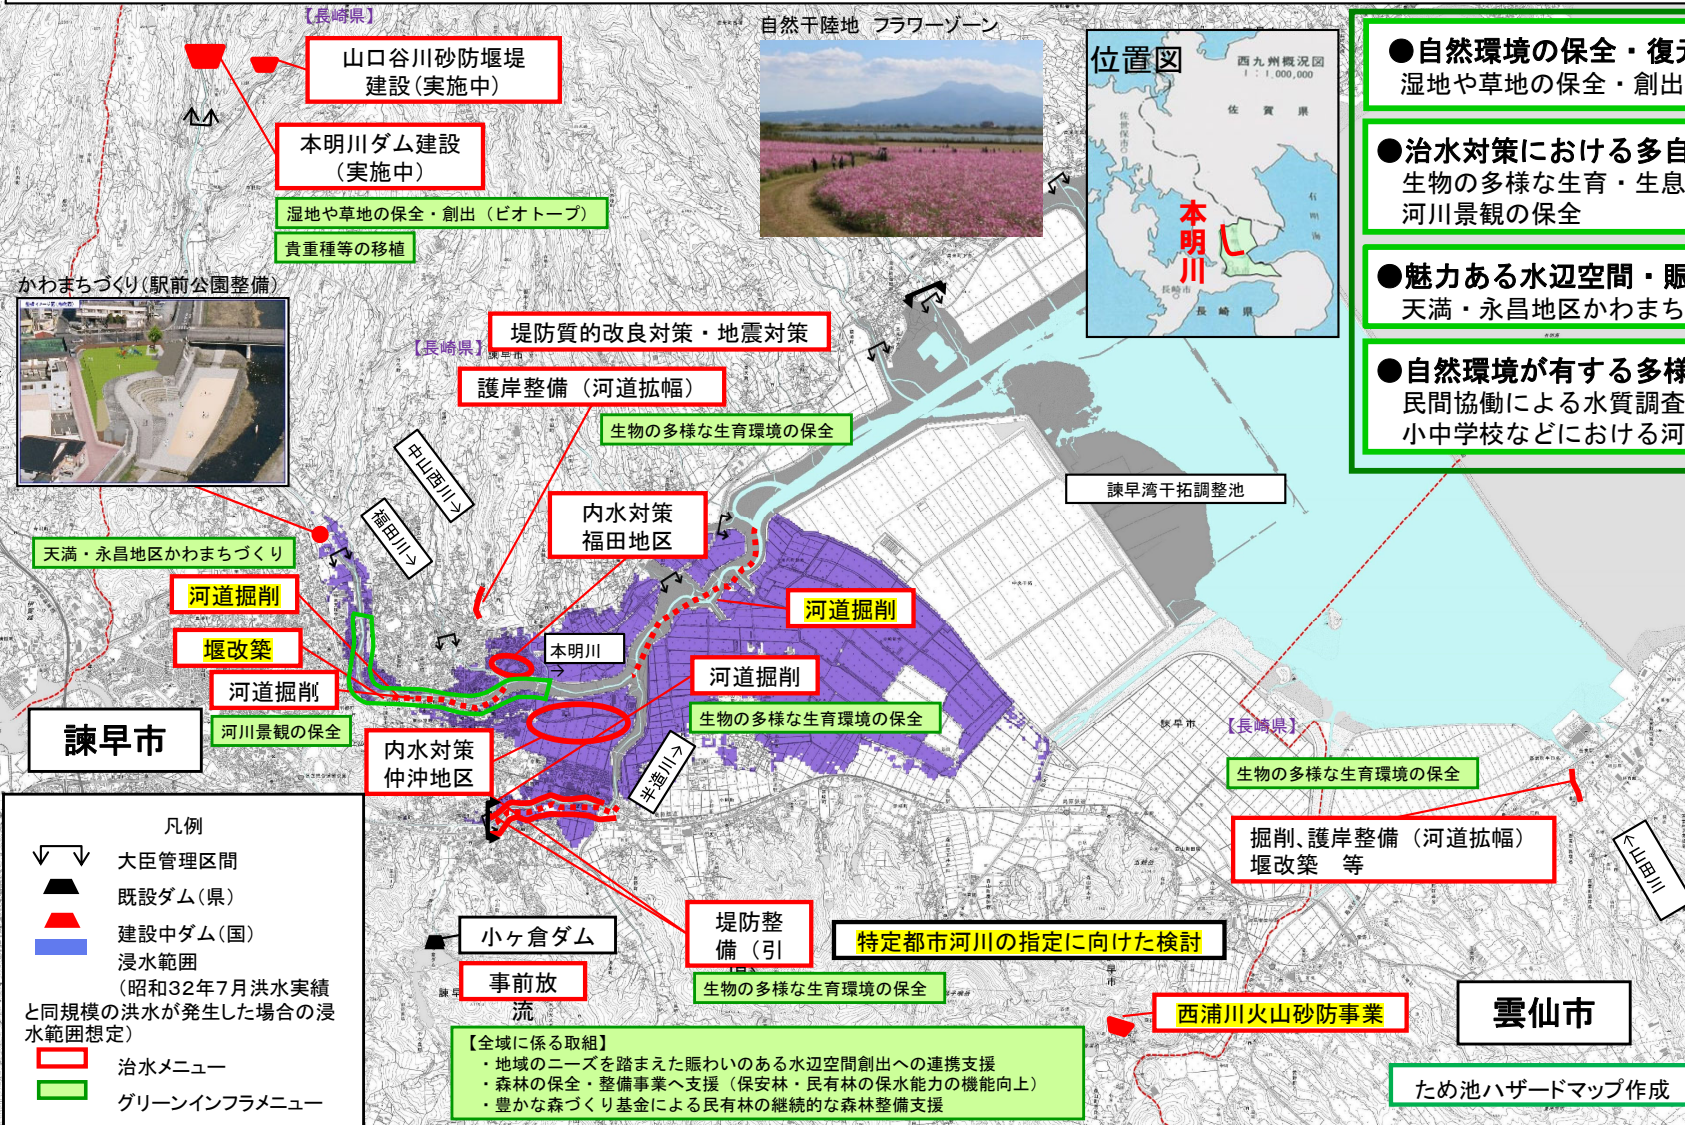 【長崎県】
山口谷川砂防堰堤
建設(実施中)
本明川ダム建設
(実施中)
湿地や草地の保全・創出（ビオトープ）
貴重種等の移植
かわまちづくり(駅前公園整備)
自然干陸地 フラワーゾーン
位置図
西九州概況図
1：1,000,000
佐賀県
佐世保市
有明海
本明川
長崎市
長崎県
●自然環境の保全・復元
湿地や草地の保全・創出
●治水対策における多自
生物の多様な生育・生息
河川景観の保全
●魅力ある水辺空間・賑
天満・永昌地区かわまち
●自然環境が有する多様
民間協働による水質調査
小中学校などにおける河
堤防質的改良対策・地震対策
【長崎県】
諫早市
護岸整備（河道拡幅）
生物の多様な生育環境の保全
中山西川→
福田川→
内水対策
福田地区
諫早湾干拓調整池
天満・永昌地区かわまちづくり
河道掘削
堰改築
河道掘削
河川景観の保全
本明川
→
河道掘削
河道掘削
生物の多様な生育環境の保全
諫早市
内水対策
仲沖地区
半造川→
諫早市
【長崎県】
生物の多様な生育環境の保全
掘削、護岸整備（河道拡幅）
堰改築　等
←山田川
凡例
大臣管理区間
既設ダム(県)
建設中ダム(国)
浸水範囲
（昭和32年7月洪水実績
と同規模の洪水が発生した場合の浸
水範囲想定）
治水メニュー
グリーンインフラメニュー
小ヶ倉ダム
事前放
流
堤防整
備（引
生物の多様な生育環境の保全
特定都市河川の指定に向けた検討
西浦川火山砂防事業
雲仙市
【全域に係る取組】
・地域のニーズを踏まえた賑わいのある水辺空間創出への連携支援
・森林の保全・整備事業へ支援（保安林・民有林の保水能力の機能向上）
・豊かな森づくり基金による民有林の継続的な森林整備支援
ため池ハザードマップ作成